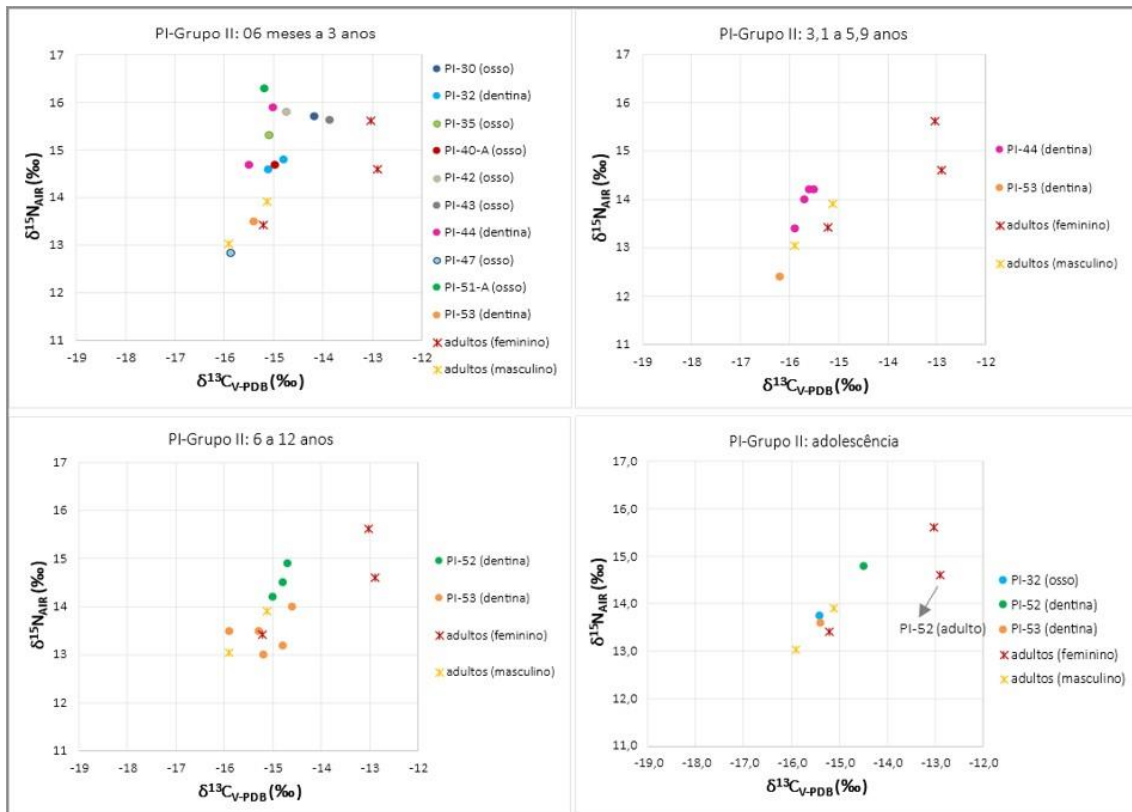 PI-Grupo II: 06 meses a 3 anos
17
16
15
14
13
12
11
δ¹⁵N_AIR (‰)
-19 -18 -17 -16 -15 -14 -13 -12
δ¹³C_V-PDB (‰)
PI-30 (osso)
PI-32 (dentina)
PI-35 (osso)
PI-40-A (osso)
PI-42 (osso)
PI-43 (osso)
PI-44 (dentina)
PI-47 (osso)
PI-51-A (osso)
PI-53 (dentina)
adultos (feminino)
adultos (masculino)
PI-Grupo II: 3,1 a 5,9 anos
17
16
15
14
13
12
11
δ¹⁵N_AIR (‰)
-19 -18 -17 -16 -15 -14 -13 -12
δ¹³C_V-PDB (‰)
PI-44 (dentina)
PI-53 (dentina)
adultos (feminino)
adultos (masculino)
PI-Grupo II: 6 a 12 anos
17
16
15
14
13
12
11
δ¹⁵N_AIR (‰)
-19 -18 -17 -16 -15 -14 -13 -12
δ¹³C_V-PDB (‰)
PI-52 (dentina)
PI-53 (dentina)
adultos (feminino)
adultos (masculino)
PI-Grupo II: adolescência
17,0
16,0
15,0
14,0
13,0
12,0
11,0
δ¹⁵N_AIR (‰)
PI-52 (adulto)
-19,0 -18,0 -17,0 -16,0 -15,0 -14,0 -13,0 -12,0
δ¹³C_V-PDB (‰)
PI-32 (osso)
PI-52 (dentina)
PI-53 (dentina)
adultos (feminino)
adultos (masculino)